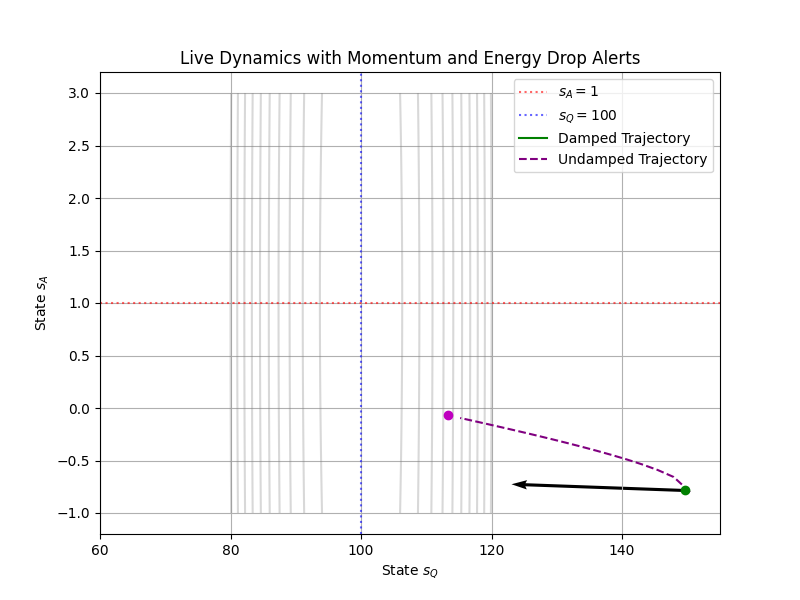 Live Dynamics with Momentum and Energy Drop Alerts
3.0
2.5
2.0
1.5
1.0
0.5
0.0
−0.5
−1.0
State s_A
s_A = 1
s_Q = 100
Damped Trajectory
Undamped Trajectory
60 80 100 120 140
State s_Q